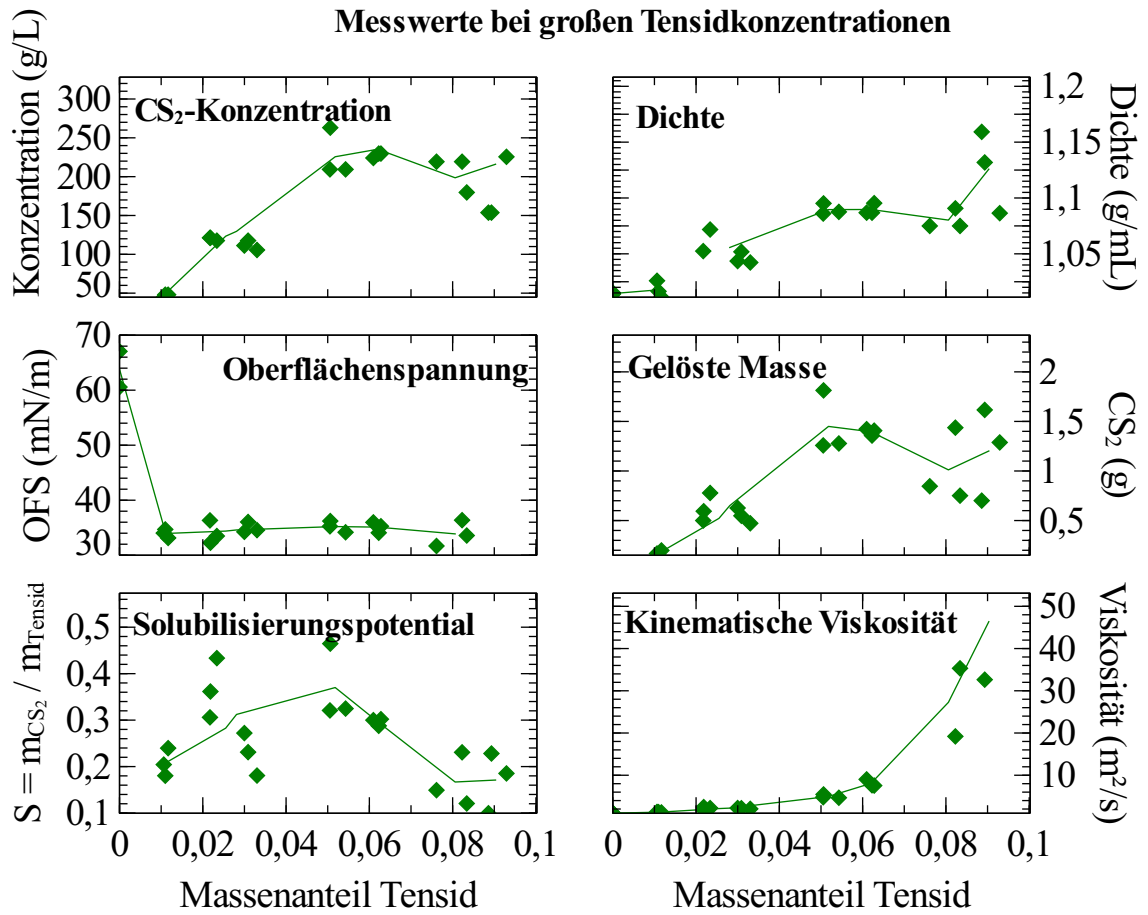 Messwerte bei großen Tensidkonzentrationen
Konzentration (g/L)
300
250
200
150
100
50
CS₂-Konzentration
Dichte
1,2
1,15
1,1
1,05
Dichte (g/mL)
OFS (mN/m)
70
60
50
40
30
Oberflächenspannung
Gelöste Masse
2
1,5
1
0,5
CS₂ (g)
S = m_CS₂ / m_Tensid
0,5
0,4
0,3
0,2
0,1
Solubilisierungspotential
Kinematische Viskosität
50
40
30
20
10
Viskosität (m²/s)
0 0,02 0,04 0,06 0,08 0,1
0 0,02 0,04 0,06 0,08 0,1
Massenanteil Tensid
Massenanteil Tensid